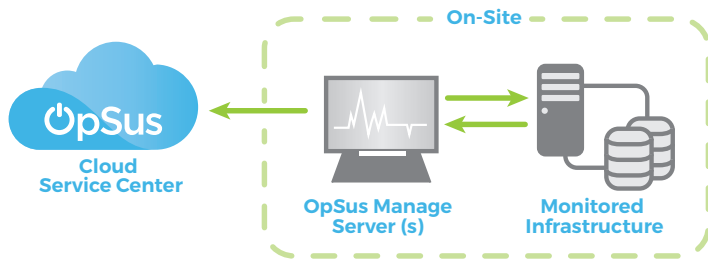 On-Site
OpSus
Cloud
Service Center
OpSus Manage
Server (s)
Monitored
Infrastructure